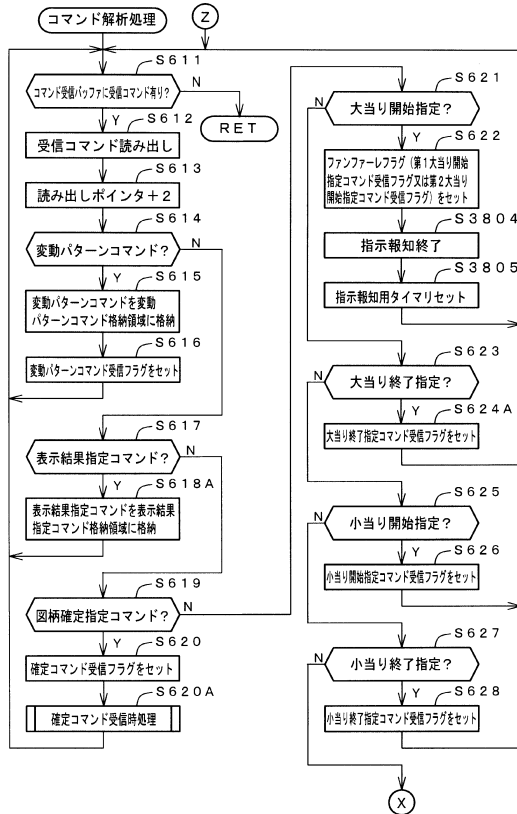 コマンド解析処理
Z
S611
コマンド受信バッファに受信コマンド有り?
N
Y
RET
S612
受信コマンド読み出し
S613
読み出しポインタ+2
S614
変動パターンコマンド?
N
Y
S615
変動パターンコマンドを変動
パターンコマンド格納領域に格納
S616
変動パターンコマンド受信フラグをセット
S617
表示結果指定コマンド?
N
Y
S618A
表示結果指定コマンドを表示結果
指定コマンド格納領域に格納
S619
図柄確定指定コマンド?
N
Y
S620
確定コマンド受信フラグをセット
S620A
確定コマンド受信時処理
S621
N
大当り開始指定?
Y
S622
ファンファーレフラグ(第1大当り開始
指定コマンド受信フラグ又は第2大当り
開始指定コマンド受信フラグ)をセット
S3804
指示報知終了
S3805
指示報知用タイマリセット
S623
N
大当り終了指定?
Y
S624A
大当り終了指定コマンド受信フラグをセット
S625
N
小当り開始指定?
Y
S626
小当り開始指定コマンド受信フラグをセット
S627
N
小当り終了指定?
Y
S628
小当り終了指定コマンド受信フラグをセット
X